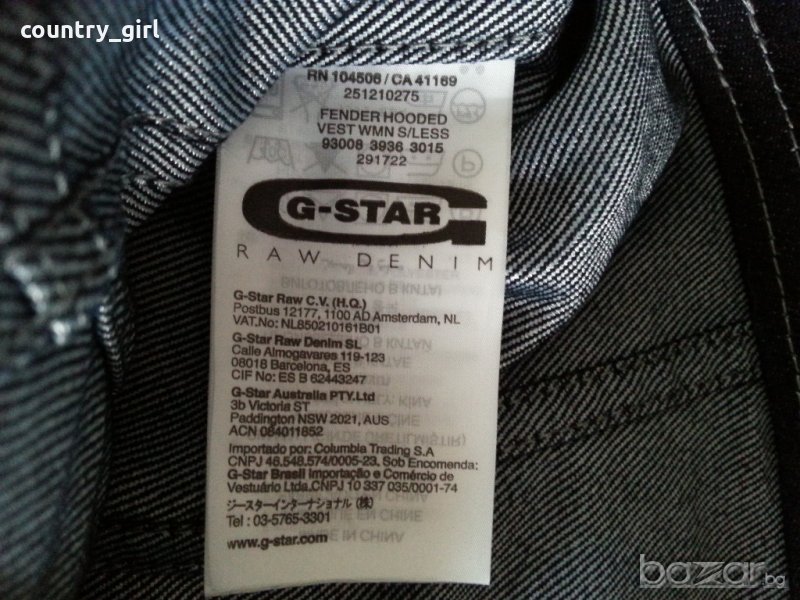 country_girl
RN 104506 / CA 41169
251210275
FENDER HOODED
VEST WMN S/LESS
93008 3936 3015
291722
G-STAR
RAW DENIM
G-Star Raw C.V. (H.Q.)
Postbus 12177, 1100 AD Amsterdam, NL
VAT.No: NL850210161B01
G-Star Raw Denim SL
Calle Almogavares 119-123
08018 Barcelona, ES
CIF No: ES B 62443247
G-Star Australia PTY.Ltd
3b Victoria ST
Paddington NSW 2021, AUS
ACN 084011852
Importado por: Columbia Trading S.A
CNPJ 46.548.574/0005-23. Sob Encomenda:
G-Star Brasil Importação e Comércio de
Vestuário Ltda.CNPJ 10 337 035/0001-74
ジースターインターナショナル (株)
Tel : 03-5765-3301
www.g-star.com
bazar.bg